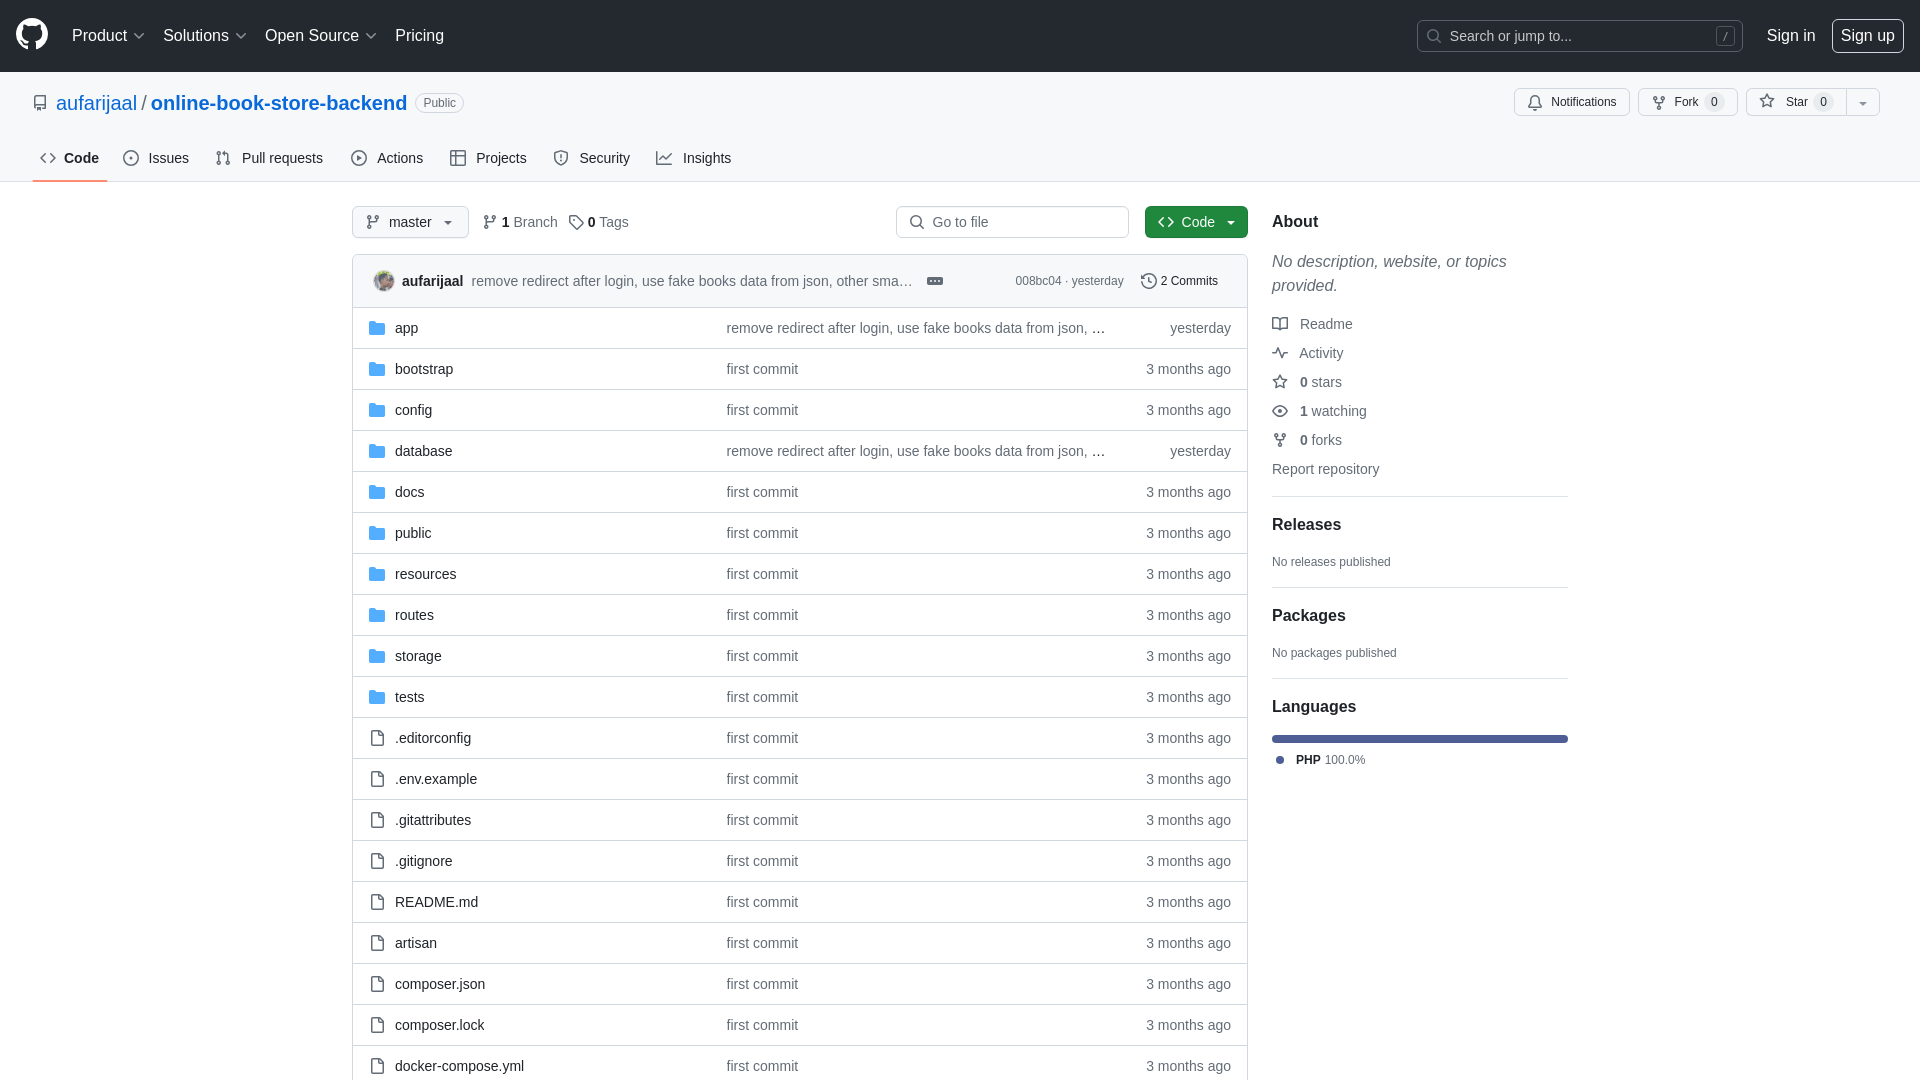 Product Solutions Open Source Pricing Search or jump to... / Sign in Sign up
aufarijaal / online-book-store-backend Public Notifications Fork 0 Star 0
Code Issues Pull requests Actions Projects Security Insights
master 1 Branch 0 Tags Go to file Code
aufarijaal remove redirect after login, use fake books data from json, other sma… 008bc04 · yesterday 2 Commits
app remove redirect after login, use fake books data from json, … yesterday
bootstrap first commit 3 months ago
config first commit 3 months ago
database remove redirect after login, use fake books data from json, … yesterday
docs first commit 3 months ago
public first commit 3 months ago
resources first commit 3 months ago
routes first commit 3 months ago
storage first commit 3 months ago
tests first commit 3 months ago
.editorconfig first commit 3 months ago
.env.example first commit 3 months ago
.gitattributes first commit 3 months ago
.gitignore first commit 3 months ago
README.md first commit 3 months ago
artisan first commit 3 months ago
composer.json first commit 3 months ago
composer.lock first commit 3 months ago
docker-compose.yml first commit 3 months ago
About
No description, website, or topics
provided.
Readme
Activity
0 stars
1 watching
0 forks
Report repository
Releases
No releases published
Packages
No packages published
Languages
PHP 100.0%